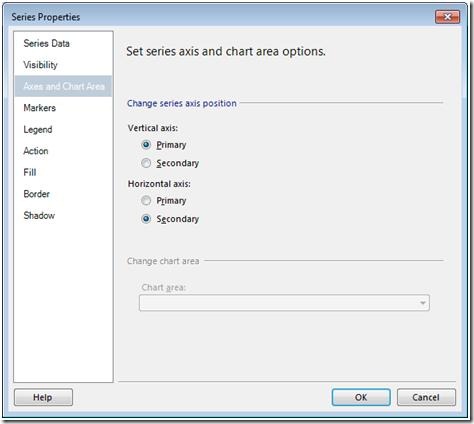 Series Properties
Series Data
Visibility
Axes and Chart Area
Markers
Legend
Action
Fill
Border
Shadow
Set series axis and chart area options.
Change series axis position
Vertical axis:
Primary
Secondary
Horizontal axis:
Primary
Secondary
Change chart area
Chart area:
Help
OK
Cancel